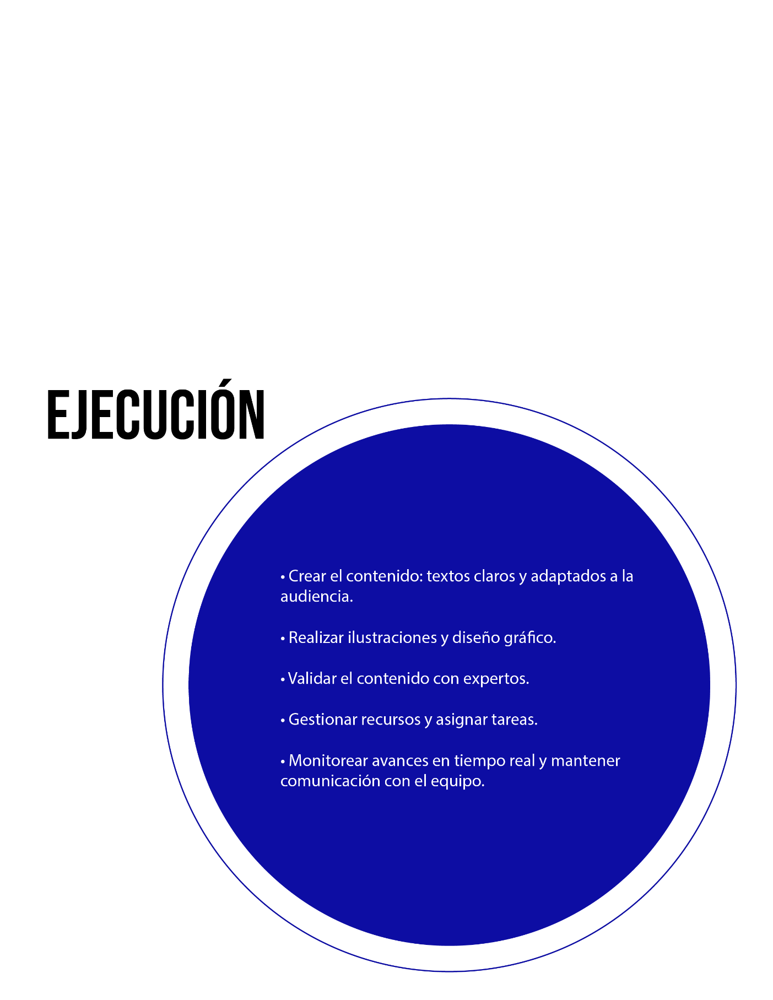 EJECUCIÓN
• Crear el contenido: textos claros y adaptados a la
audiencia.
• Realizar ilustraciones y diseño gráfico.
• Validar el contenido con expertos.
• Gestionar recursos y asignar tareas.
• Monitorear avances en tiempo real y mantener
comunicación con el equipo.